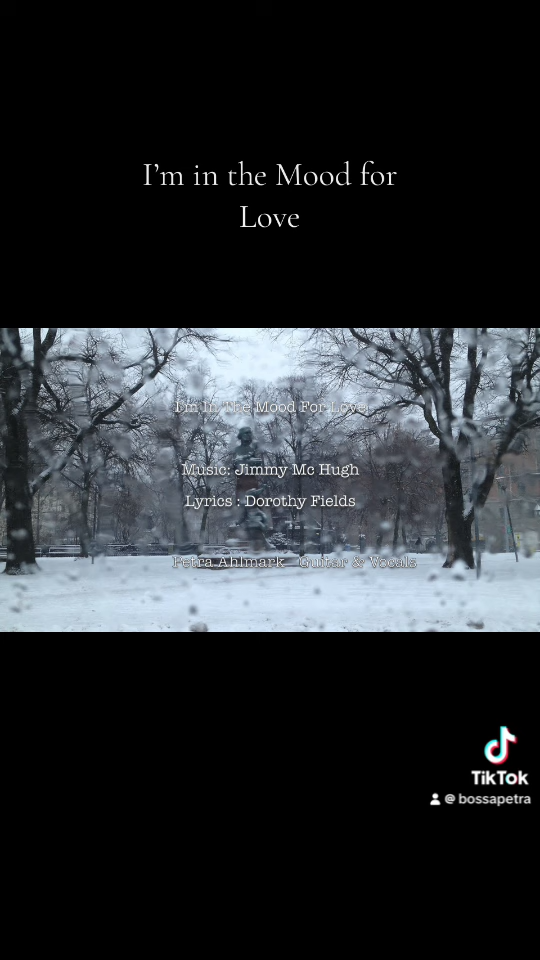 I'm in the Mood for
Love
I'm In The Mood For Love
Music: Jimmy Mc Hugh
Lyrics : Dorothy Fields
Petra Ahlmark Guitar & Vocals
TikTok
@ bossapetra